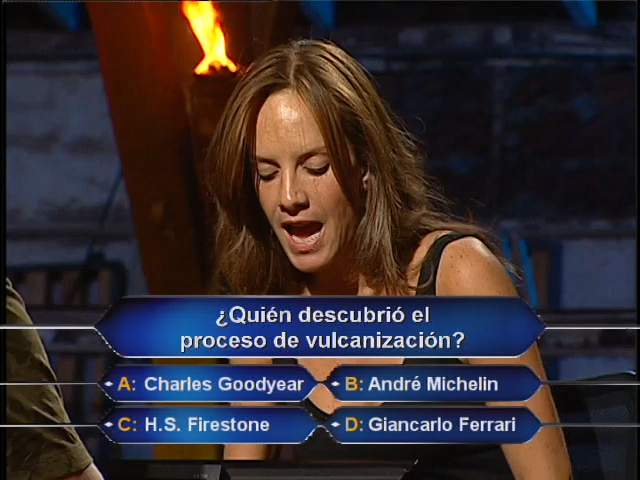 ¿Quién descubrió el
proceso de vulcanización?
A: Charles Goodyear
B: André Michelin
C: H.S. Firestone
D: Giancarlo Ferrari